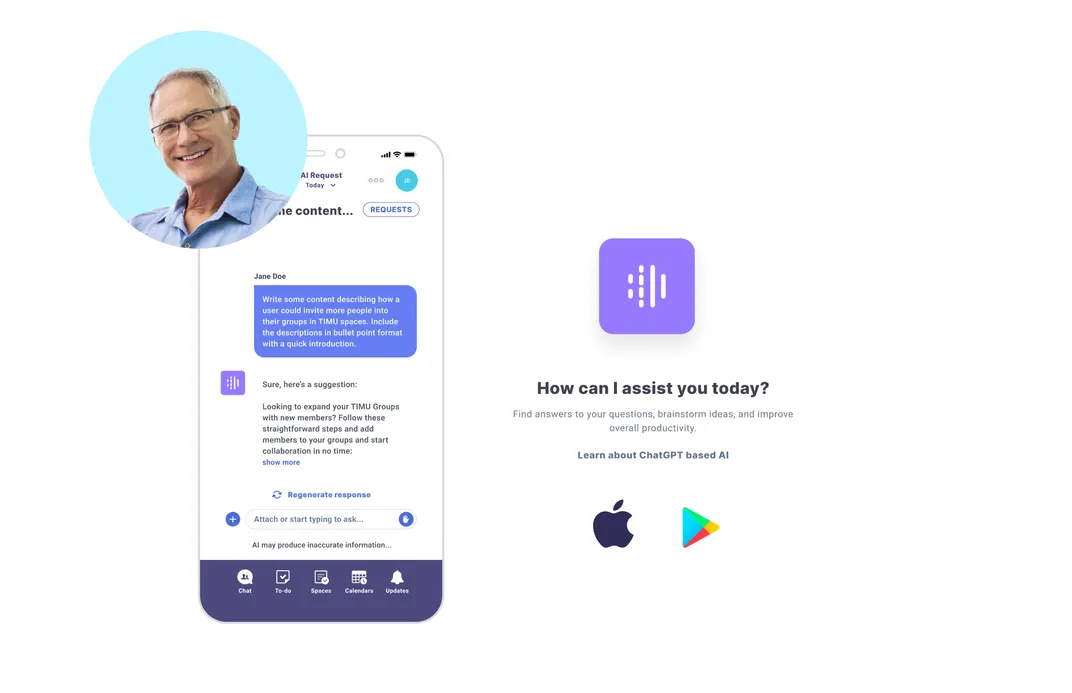 AI Request
Today
content...
REQUESTS
Jane Doe
Write some content describing how a
user could invite more people into
their groups in TIMU spaces. Include
the descriptions in bullet point format
with a quick introduction.
Sure, here's a suggestion:
Looking to expand your TIMU Groups
with new members? Follow these
straightforward steps and add
members to your groups and start
collaboration in no time:
show more
Regenerate response
Attach or start typing to ask...
AI may produce inaccurate information...
Chat
To-do
Spaces
Calendars
Updates
How can I assist you today?
Find answers to your questions, brainstorm ideas, and improve
overall productivity.
Learn about ChatGPT based AI